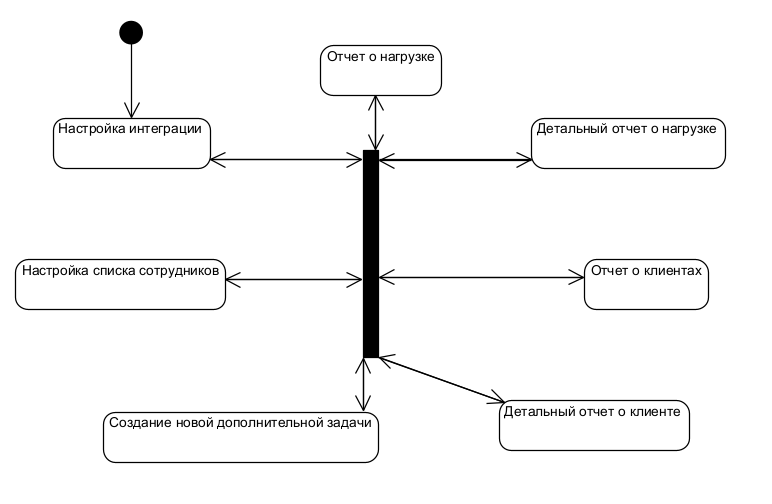 Отчет о нагрузке
Настройка интеграции
Детальный отчет о нагрузке
Настройка списка сотрудников
Отчет о клиентах
Создание новой дополнительной задачи
Детальный отчет о клиенте